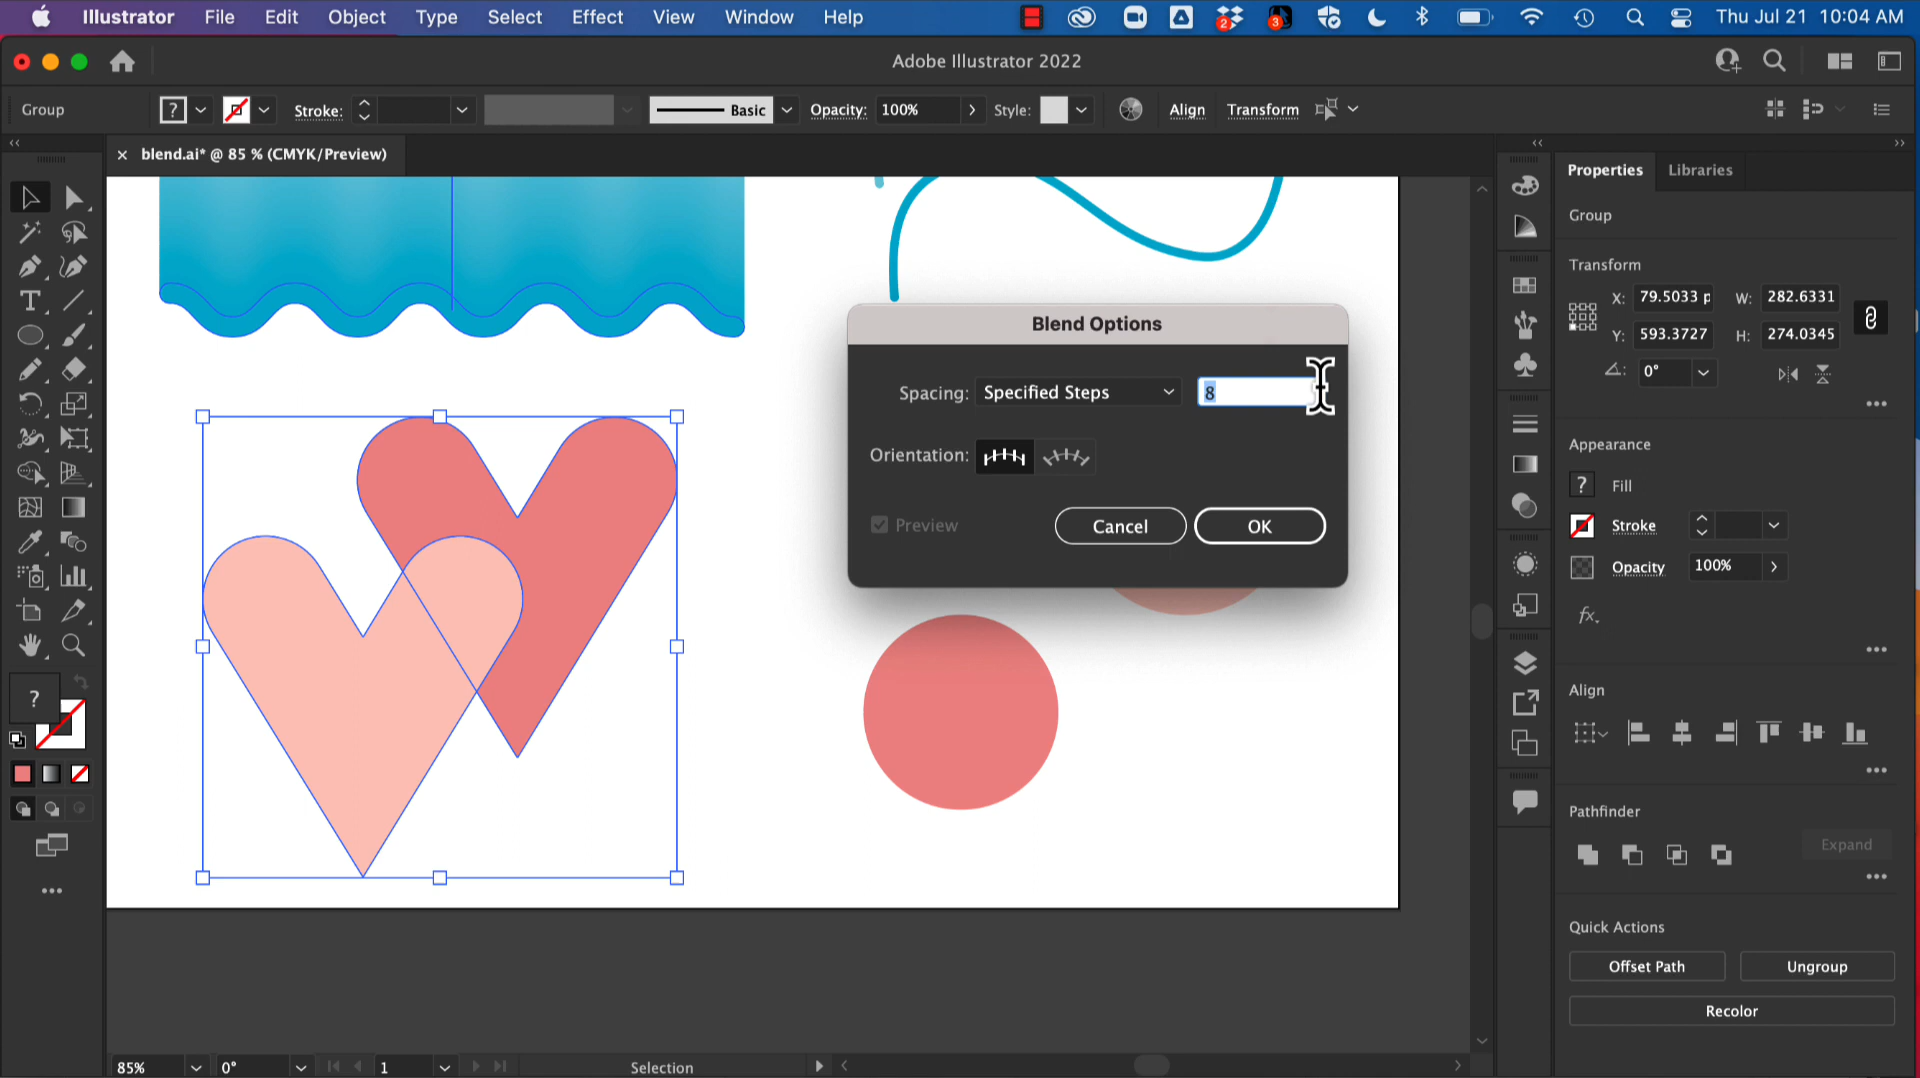 Illustrator File Edit Object Type Select Effect View Window Help 2 3 Thu Jul 21 10:04 AM
Adobe Illustrator 2022
Group ? Stroke: Basic Opacity: 100% Style: Align Transform
blend.ai* @ 85 % (CMYK/Preview)
Properties Libraries
Group
Transform
X: 79.5033 p W: 282.6331
Y: 593.3727 H: 274.0345
0°
Blend Options
Spacing: Specified Steps 8
Orientation:
Preview Cancel OK
Appearance
? Fill
Stroke
Opacity 100%
fx.
Align
?
Pathfinder
Expand
Quick Actions
Offset Path Ungroup
Recolor
85% 0° 1 Selection